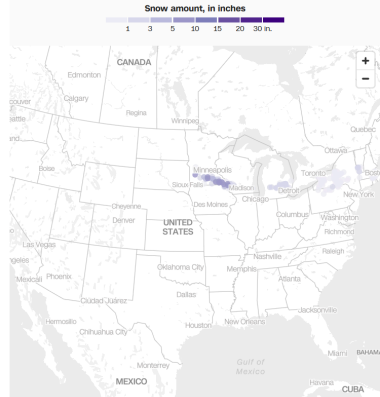 Snow amount, in inches
1 3 5 10 15 20 30 in.
+
−
CANADA
Edmonton
Calgary
Regina
Winnipeg
Quebec
Ottawa
Toronto
Boise
Minneapolis
Sioux Falls
Madison
Detroit
New York
Chicago
Des Moines
Cheyenne
Denver
Columbus
Washington
UNITED
STATES
Richmond
Las Vegas
Nashville
Raleigh
Oklahoma City
Memphis
Mexicali
Phoenix
Atlanta
Dallas
Ciudad Juárez
Jacksonville
Houston
New Orleans
Hermosillo
Chihuahua City
Miami
Gulf of
Mexico
Monterrey
MEXICO
Havana
CUBA